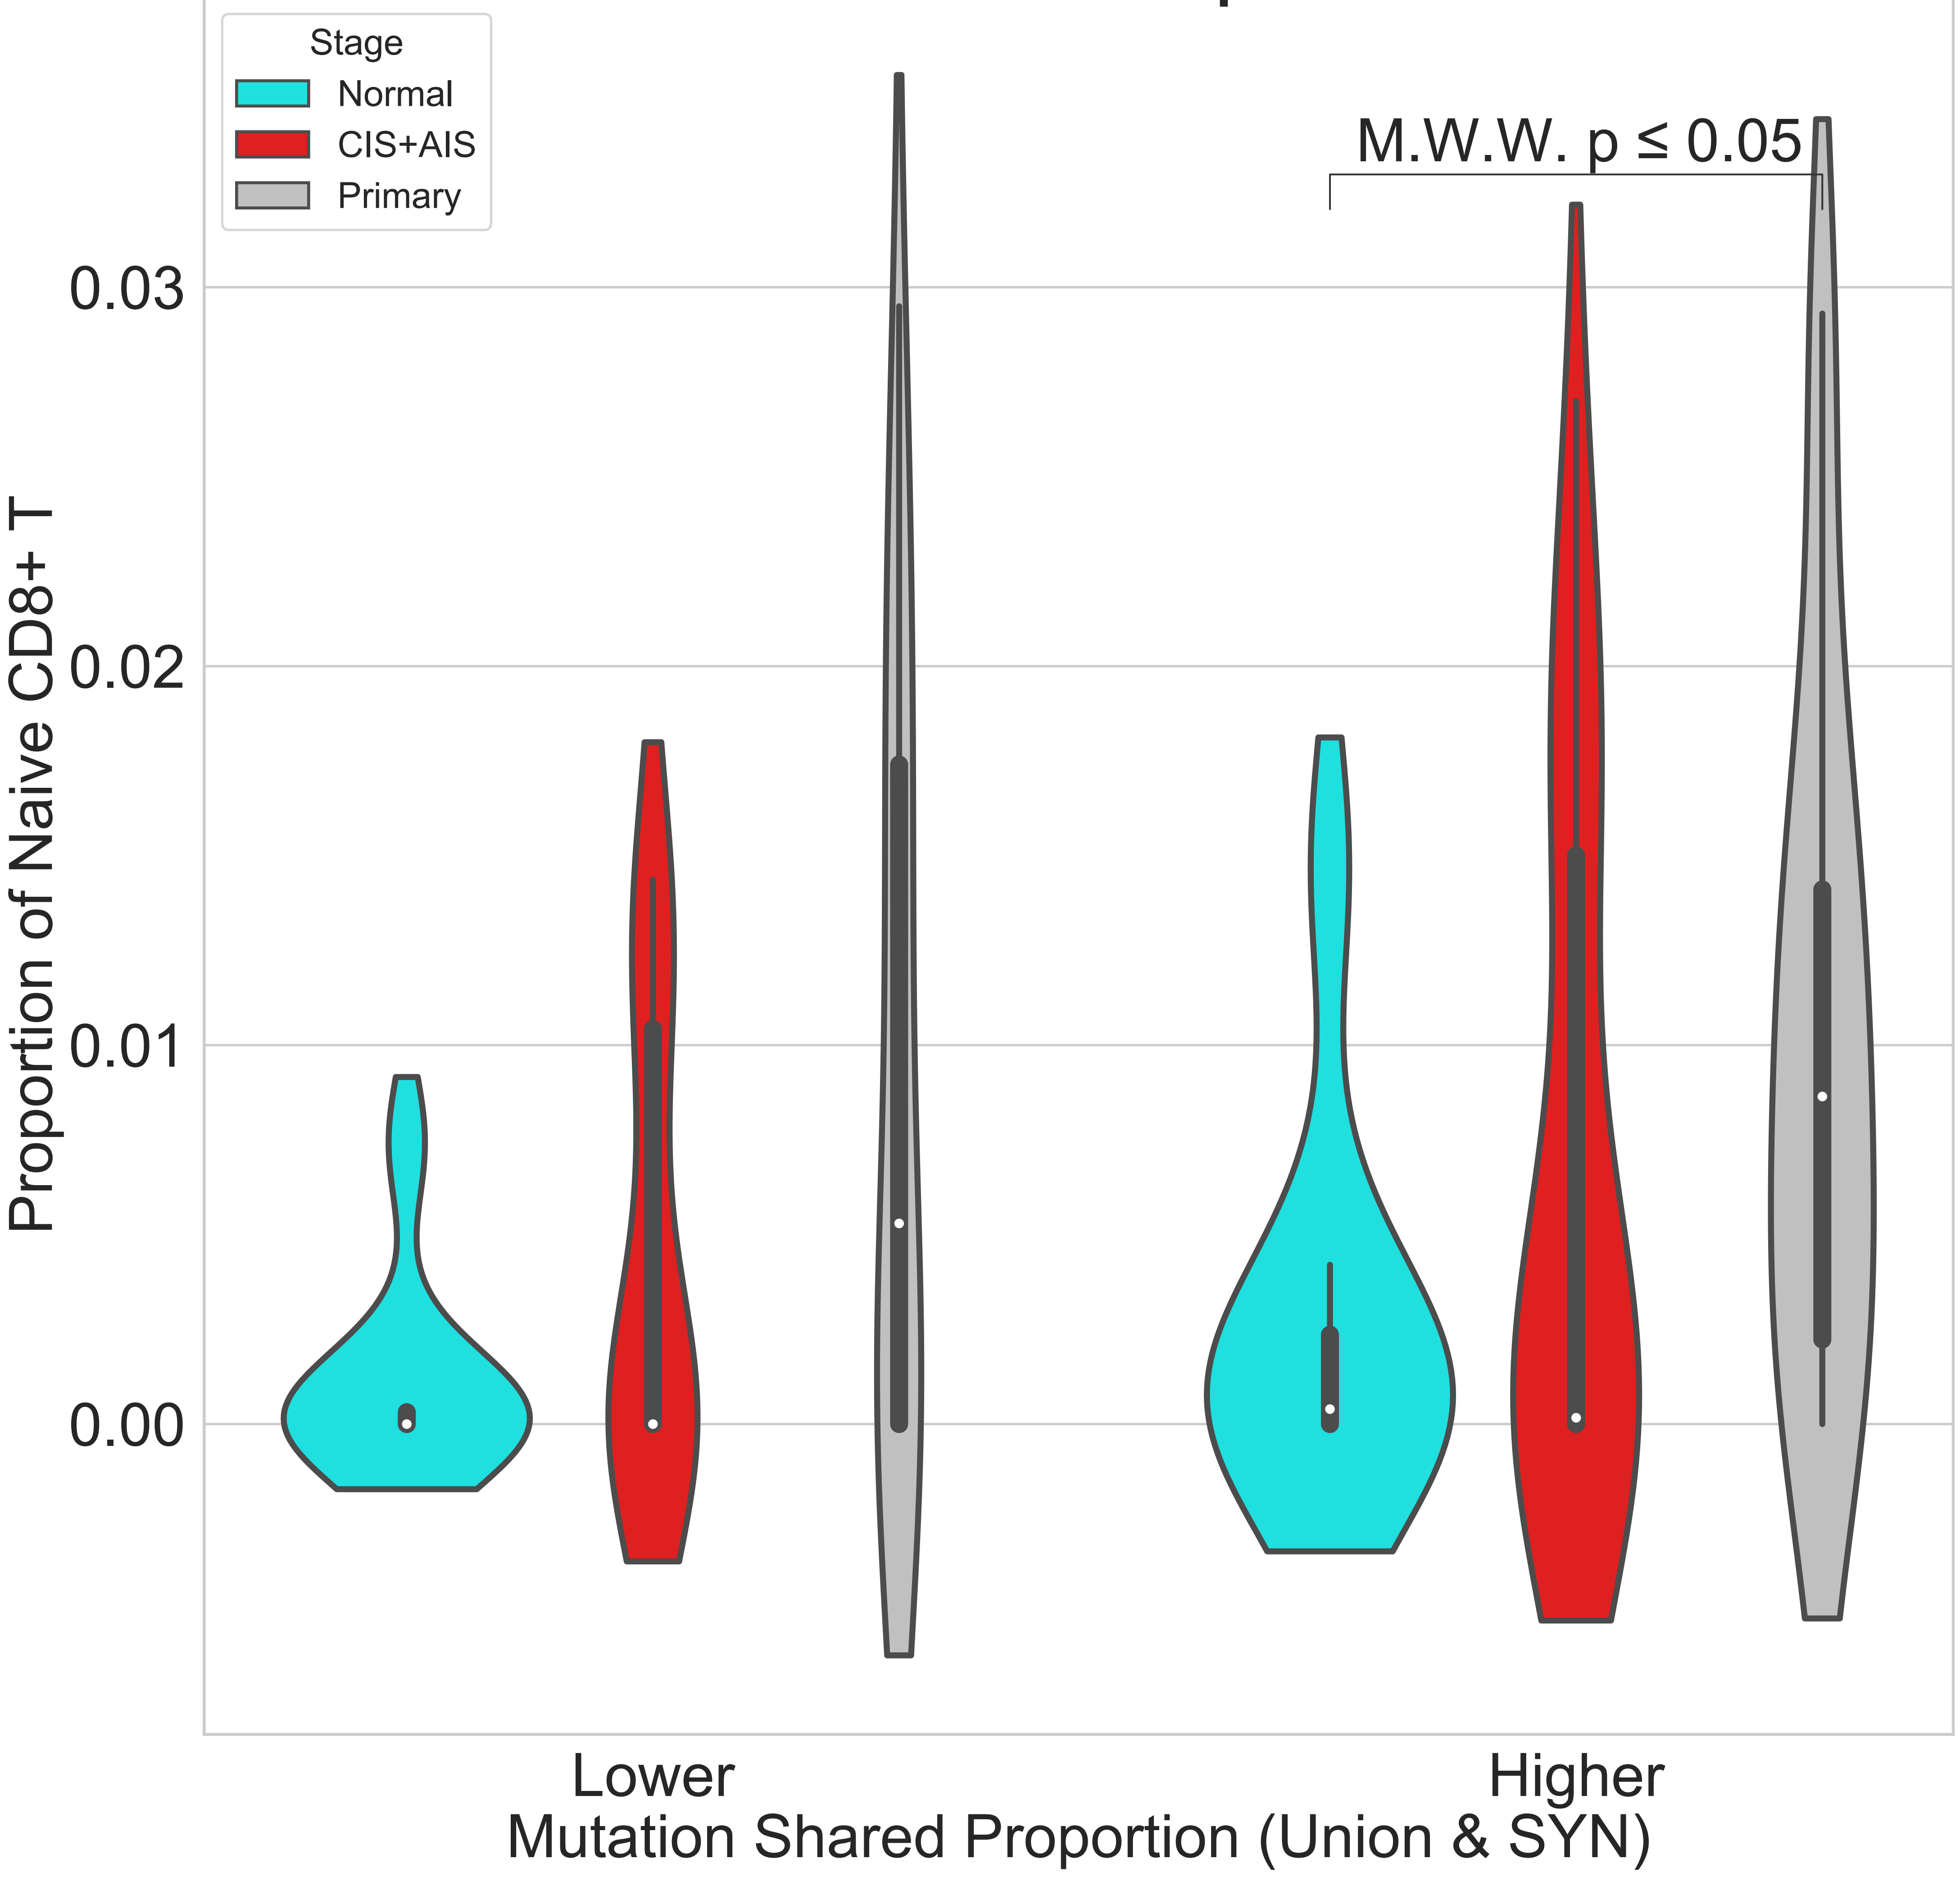 Stage
Normal
CIS+AIS
Primary
M.W.W. p ≤ 0.05
Proportion of Naive CD8+ T
0.03
0.02
0.01
0.00
Lower
Higher
Mutation Shared Proportion (Union & SYN)